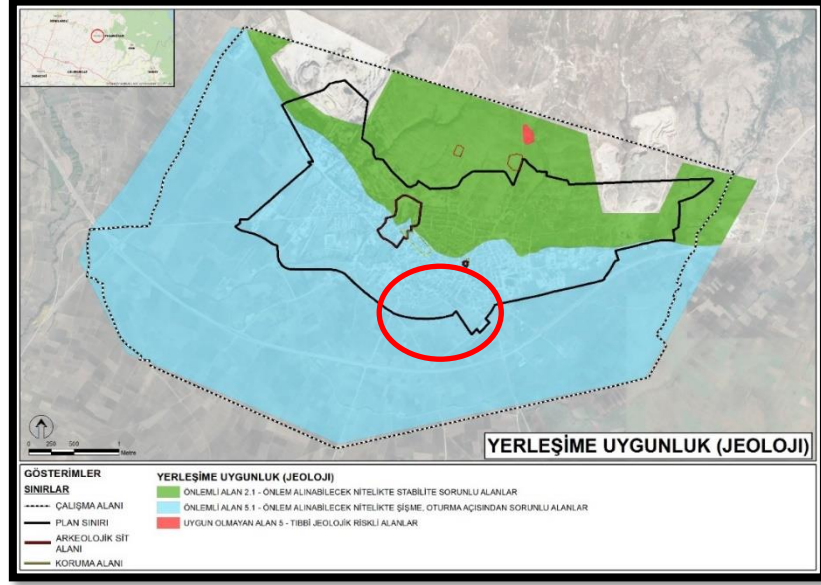 YERLEŞİME UYGUNLUK (JEOLOJİ)
0 250 500 1
Metre
GÖSTERİMLER
SINIRLAR
ÇALIŞMA ALANI
PLAN SINIRI
ARKEOLOJİK SİT
ALANI
KORUMA ALANI
YERLEŞİME UYGUNLUK (JEOLOJİ)
ÖNLEMLİ ALAN 2.1 - ÖNLEM ALINABİLECEK NİTELİKTE STABİLİTE SORUNLU ALANLAR
ÖNLEMLİ ALAN 5.1 - ÖNLEM ALINABİLECEK NİTELİKTE ŞİŞME, OTURMA AÇISINDAN SORUNLU ALANLAR
UYGUN OLMAYAN ALAN 5 - TIBBİ JEOLOJİK RİSKLİ ALANLAR